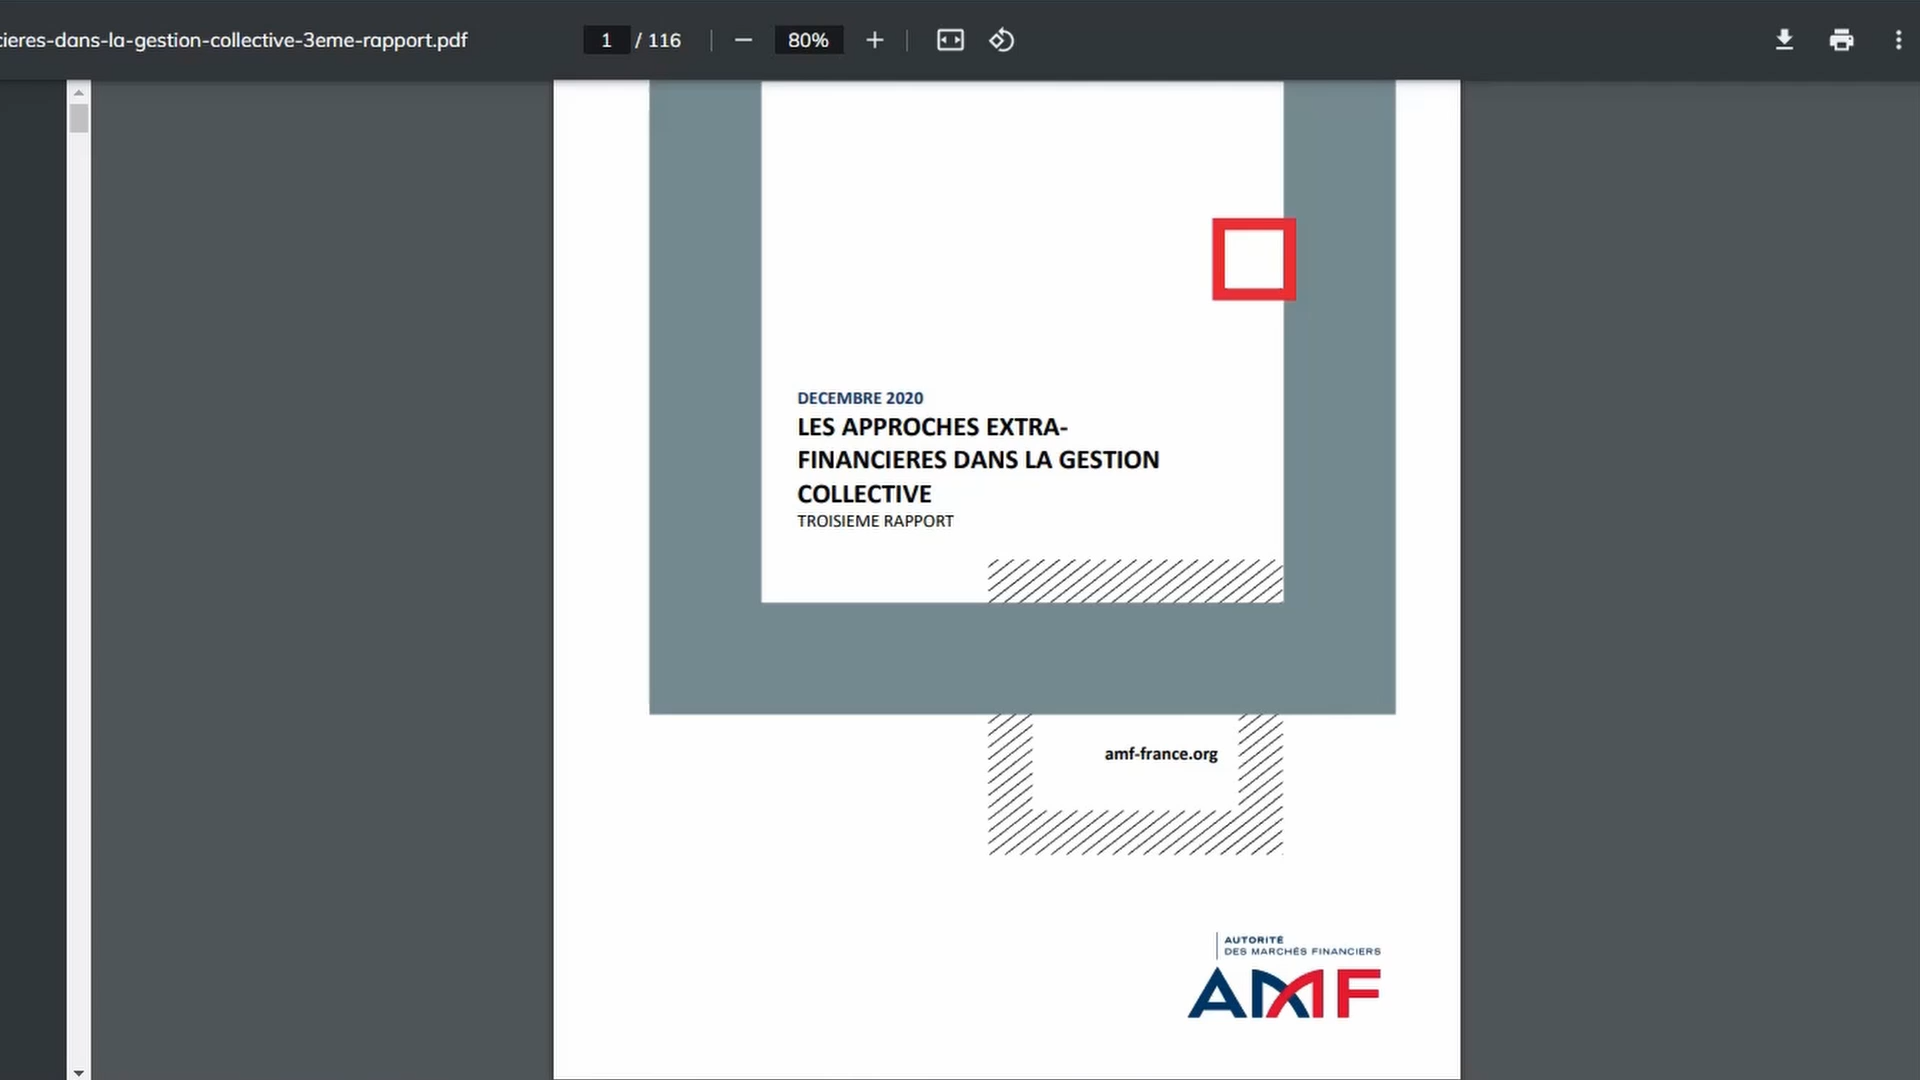 cieres-dans-la-gestion-collective-3eme-rapport.pdf
1 / 116
80%
DECEMBRE 2020
LES APPROCHES EXTRA-
FINANCIERES DANS LA GESTION
COLLECTIVE
TROISIEME RAPPORT
amf-france.org
AUTORITÉ
DES MARCHÉS FINANCIERS
AMF